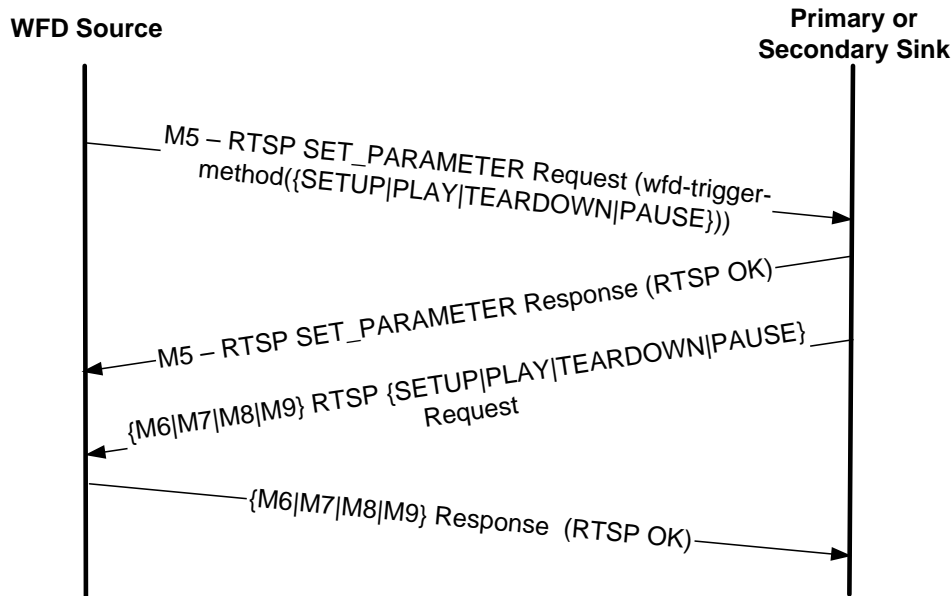 WFD Source
Primary or
Secondary Sink
M5 – RTSP SET_PARAMETER Request (wfd-trigger-
method({SETUP|PLAY|TEARDOWN|PAUSE}))
M5 – RTSP SET_PARAMETER Response (RTSP OK)
{M6|M7|M8|M9} RTSP {SETUP|PLAY|TEARDOWN|PAUSE}
Request
{M6|M7|M8|M9} Response (RTSP OK)